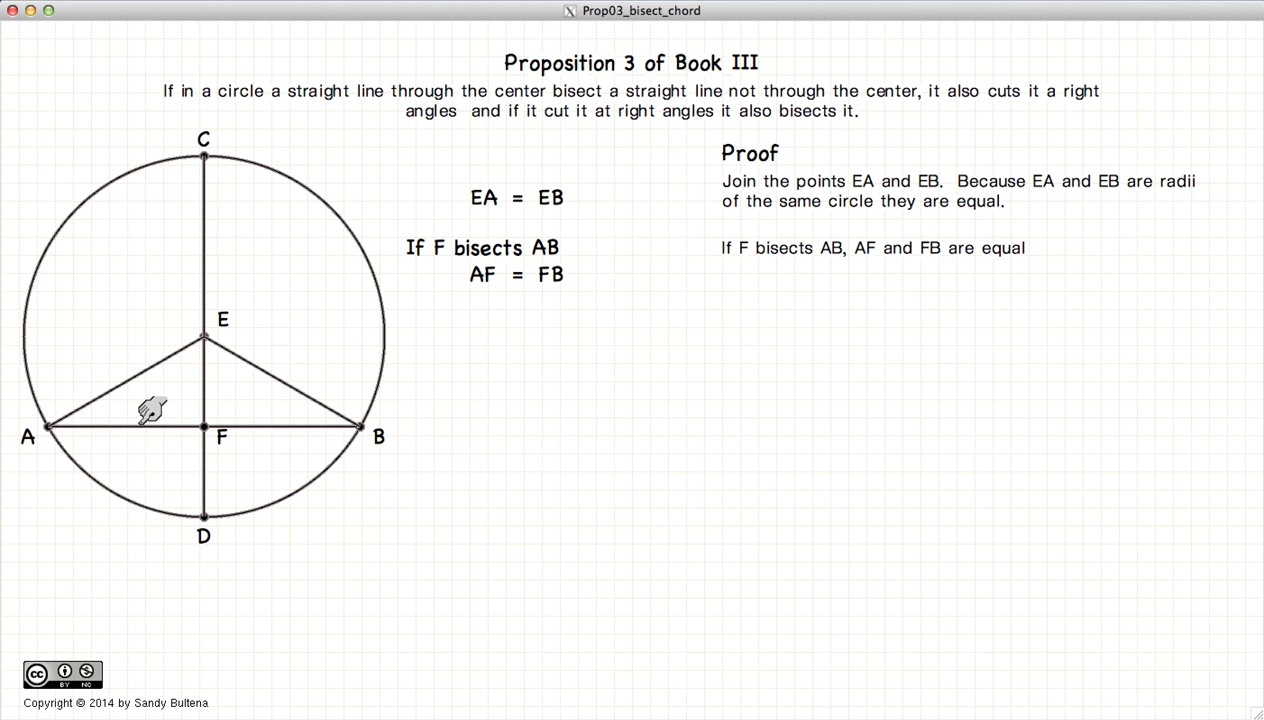 Prop03_bisect_chord
Proposition 3 of Book III
If in a circle a straight line through the center bisect a straight line not through the center, it also cuts it a right
angles and if it cut it at right angles it also bisects it.
C
E
A
F
B
D
EA = EB
If F bisects AB
AF = FB
Proof
Join the points EA and EB. Because EA and EB are radii
of the same circle they are equal.
If F bisects AB, AF and FB are equal
cc
BY NC
Copyright © 2014 by Sandy Bultena